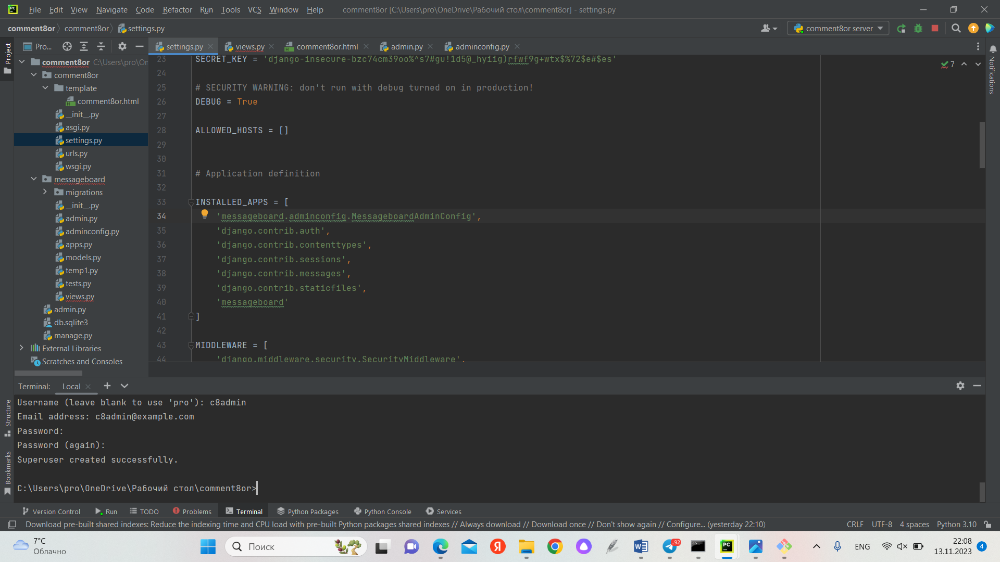 File Edit View Navigate Code Refactor Run Tools VCS Window Help comment8or [C:\Users\pro\OneDrive\Рабочий стол\comment8or] - settings.py
comment8or comment8or settings.py comment8or server
Pro... settings.py views.py comment8or.html admin.py adminconfig.py
Project
Notifications
Structure
Bookmarks
comment8or C:\Users\pro\On
comment8or
template
comment8or.html
__init__.py
asgi.py
settings.py
urls.py
wsgi.py
messageboard
migrations
__init__.py
admin.py
adminconfig.py
apps.py
models.py
temp1.py
tests.py
views.py
admin.py
db.sqlite3
manage.py
External Libraries
Scratches and Consoles
7
23 SECRET_KEY = 'django-insecure-bzc74cm39oo%^s7#gu!1d5@_hyiig)rfwf9g+wtx$%72$e#$es'
24
25 # SECURITY WARNING: don't run with debug turned on in production!
26 DEBUG = True
27
28 ALLOWED_HOSTS = []
29
30
31 # Application definition
32
33 INSTALLED_APPS = [
34 'messageboard.adminconfig.MessageboardAdminConfig',
35 'django.contrib.auth',
36 'django.contrib.contenttypes',
37 'django.contrib.sessions',
38 'django.contrib.messages',
39 'django.contrib.staticfiles',
40 'messageboard'
41 ]
42
43 MIDDLEWARE = [
44 'django.middleware.security.SecurityMiddleware',
Terminal: Local
Username (leave blank to use 'pro'): c8admin
Email address: c8admin@example.com
Password:
Password (again):
Superuser created successfully.
C:\Users\pro\OneDrive\Рабочий стол\comment8or>
Version Control Run TODO Problems Terminal Python Packages Python Console Services
Download pre-built shared indexes: Reduce the indexing time and CPU load with pre-built Python packages shared indexes // Always download // Download once // Don't show again // Configure... (yesterday 22:10) CRLF UTF-8 4 spaces Python 3.10
7°C
Облачно
Поиск
Я
..92
PC
ENG
22:08
13.11.2023
4